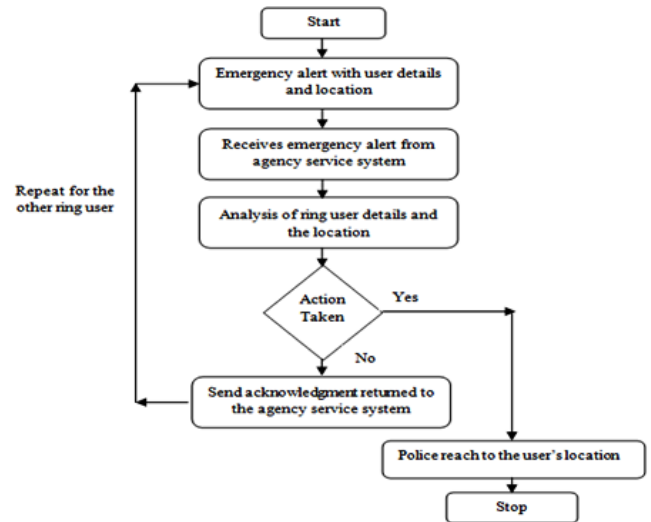 Start
Emergency alert with user details
and location
Receives emergency alert from
agency service system
Repeat for the
other ring user
Analysis of ring user details and
the location
Action
Taken
Yes
No
Send acknowledgment returned to
the agency service system
Police reach to the user's location
Stop